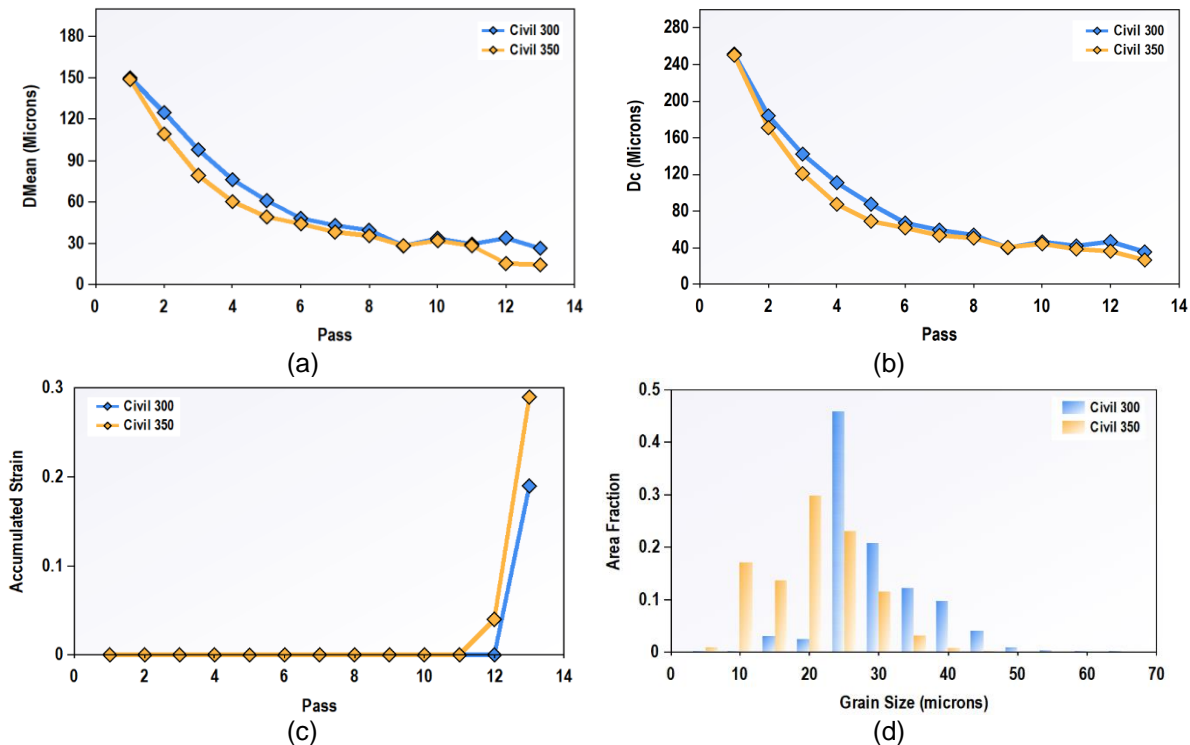 180
150
120
90
60
30
0
DMean (Microns)
Civil 300
Civil 350
0 2 4 6 8 10 12 14
Pass
(a)
280
240
200
160
120
80
40
0
Dc (Microns)
Civil 300
Civil 350
0 2 4 6 8 10 12 14
Pass
(b)
0.3
0.2
0.1
0
Accumulated Strain
Civil 300
Civil 350
0 2 4 6 8 10 12 14
Pass
(c)
0.5
0.4
0.3
0.2
0.1
0
Area Fraction
Civil 300
Civil 350
0 10 20 30 40 50 60 70
Grain Size (microns)
(d)